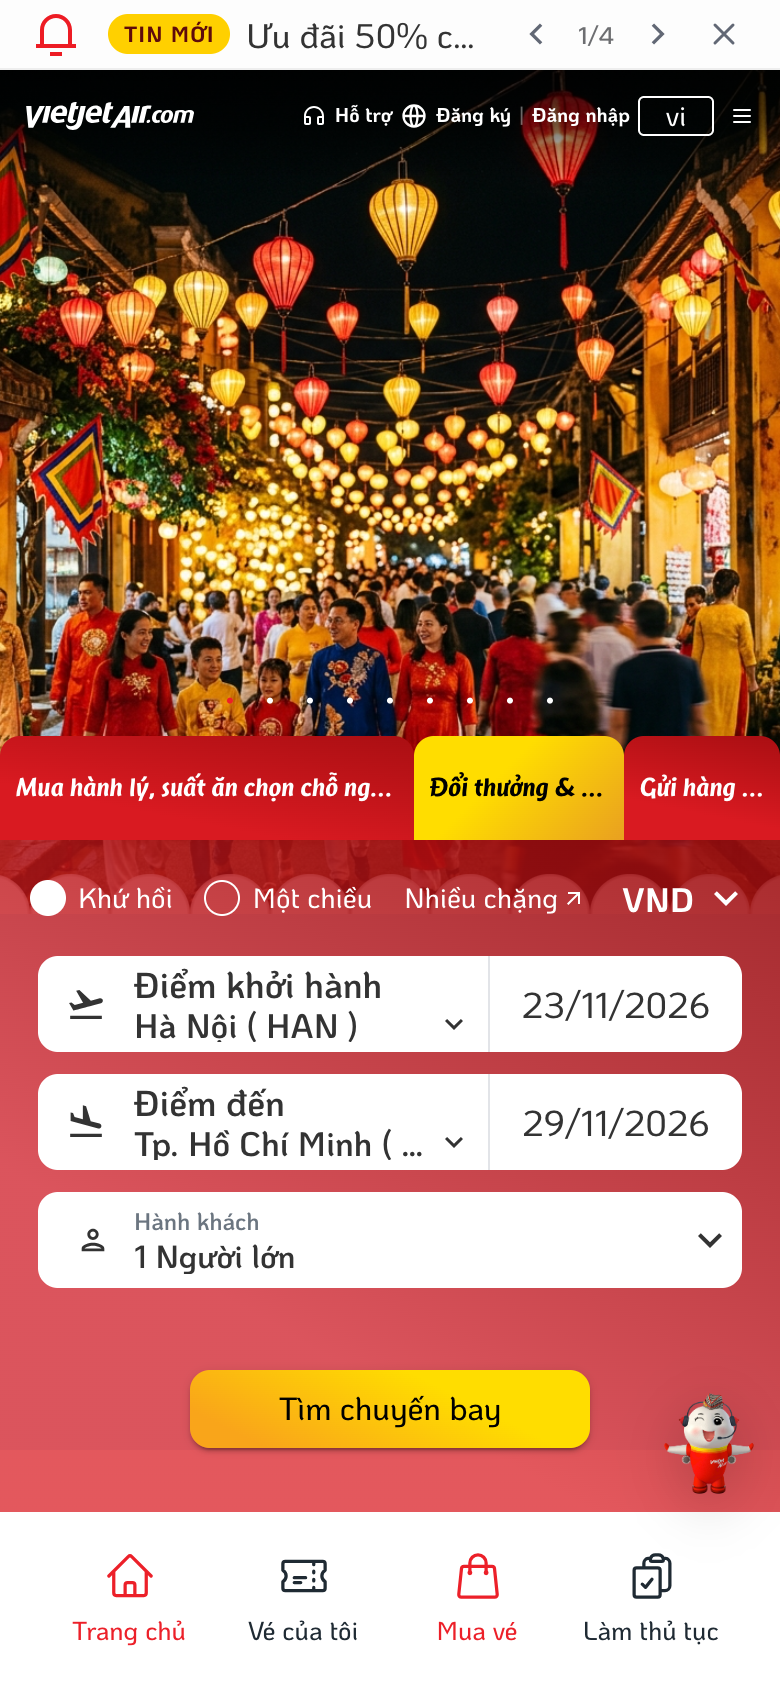 TIN MỚI
Ưu đãi 50% c...
1/4
vietjetAir.com
Hỗ trợ
Đăng ký | Đăng nhập
vi
Mua hành lý, suất ăn chọn chỗ ng...
Đổi thưởng & ...
Gửi hàng ...
Khứ hồi
Một chiều
Nhiều chặng
VND
Điểm khởi hành
Hà Nội ( HAN )
23/11/2026
Điểm đến
Tp. Hồ Chí Minh ( ...
29/11/2026
Hành khách
1 Người lớn
Tìm chuyến bay
Trang chủ
Vé của tôi
Mua vé
Làm thủ tục